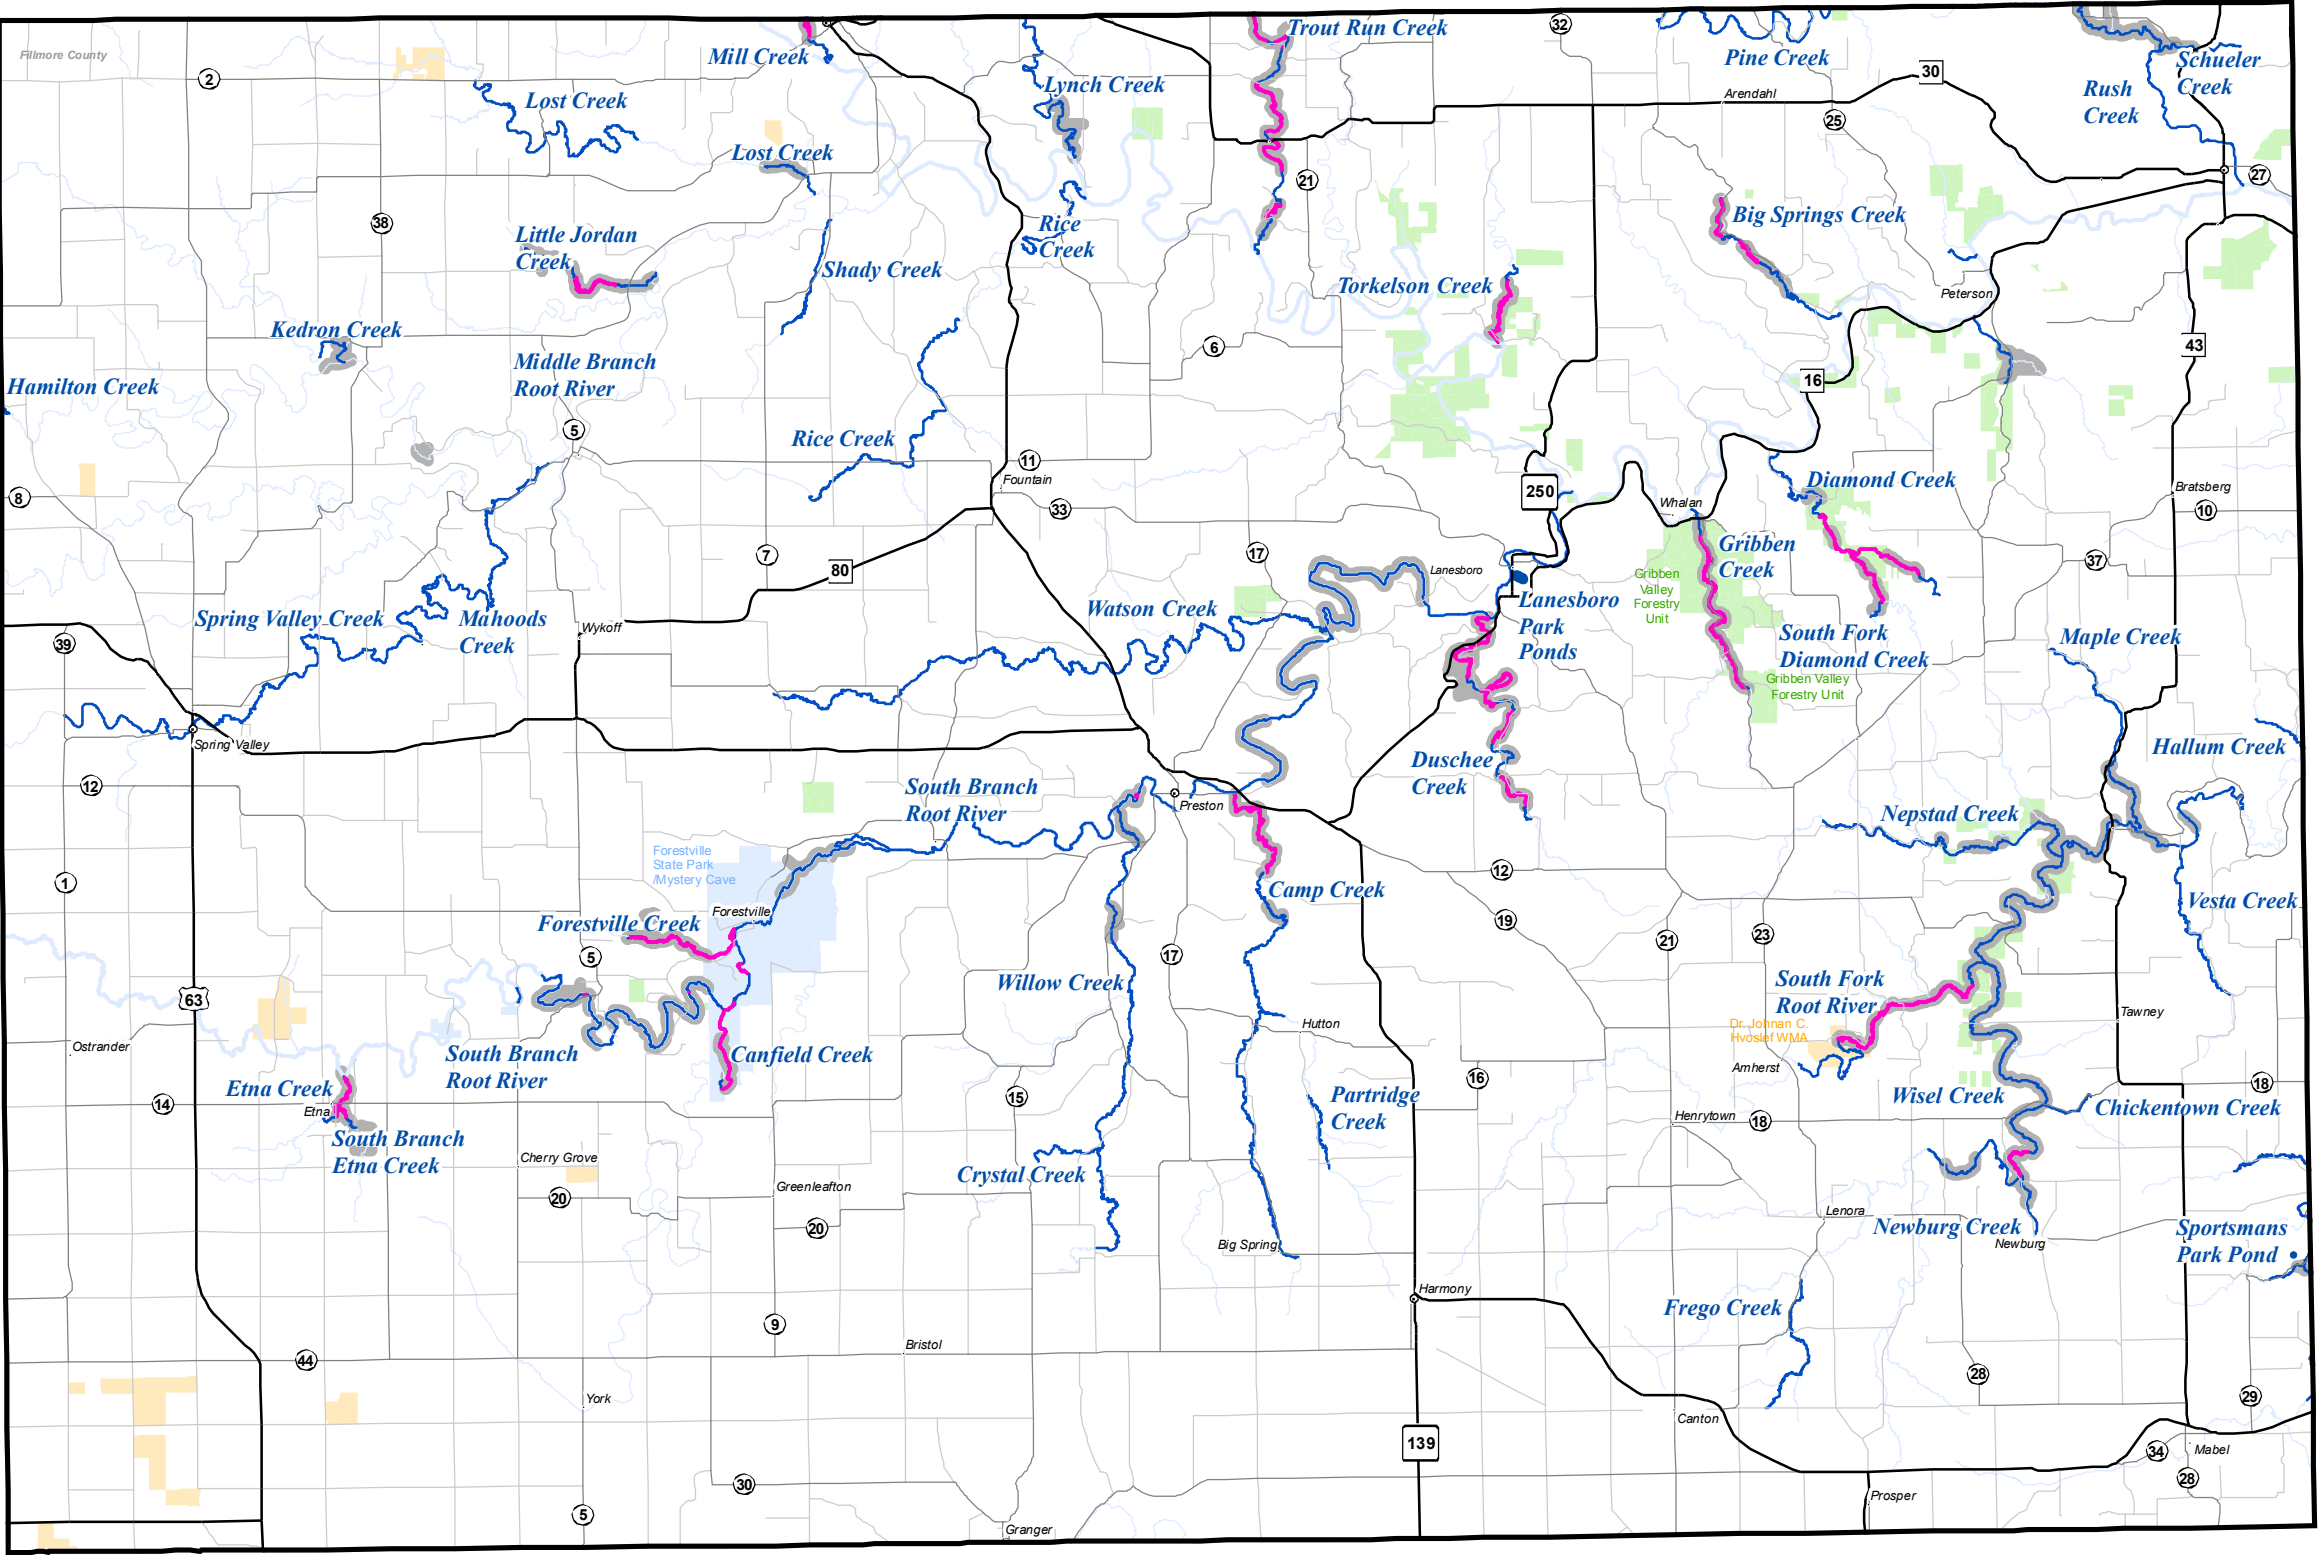 Trout Run Creek
32
Fillmore County
Mill Creek
Pine Creek
Schueler
Creek
2
Lynch Creek
30
Rush
Creek
Lost Creek
Arendahl
25
Lost Creek
21
27
38
Little Jordan
Creek
Rice
Creek
Big Springs Creek
Shady Creek
Torkelson Creek
Peterson
Kedron Creek
6
43
Middle Branch
Root River
Hamilton Creek
16
5
Rice Creek
11
Fountain
Diamond Creek
8
250
Whalan
Bratsberg
10
33
7
80
17
Gribben
Creek
37
Lanesboro
Gribben
Valley
Forestry
Unit
Spring Valley Creek
Mahoods
Creek
Watson Creek
Lanesboro
Park
Ponds
Wykoff
39
South Fork
Diamond Creek
Maple Creek
Gribben Valley
Forestry Unit
Spring Valley
Hallum Creek
Duschee
Creek
12
South Branch
Root River
Preston
Nepstad Creek
Forestville
State Park
/Mystery Cave
1
12
Camp Creek
Vesta Creek
Forestville
Forestville Creek
19
23
21
5
17
Willow Creek
South Fork
Root River
63
Tawney
Hutton
Dr. Johnan C.
Hvoslef WMA
Ostrander
South Branch
Root River
Canfield Creek
Amherst
16
18
Etna Creek
15
Partridge
Creek
Wisel Creek
Chickentown Creek
14
Etna
Henrytown
18
South Branch
Etna Creek
Cherry Grove
Crystal Creek
Greenleafton
20
20
Lenora
Newburg Creek
Newburg
Sportsmans
Park Pond
Big Spring
Harmony
Frego Creek
9
Bristol
44
28
York
29
Canton
139
34
Mabel
28
30
Prosper
5
Granger